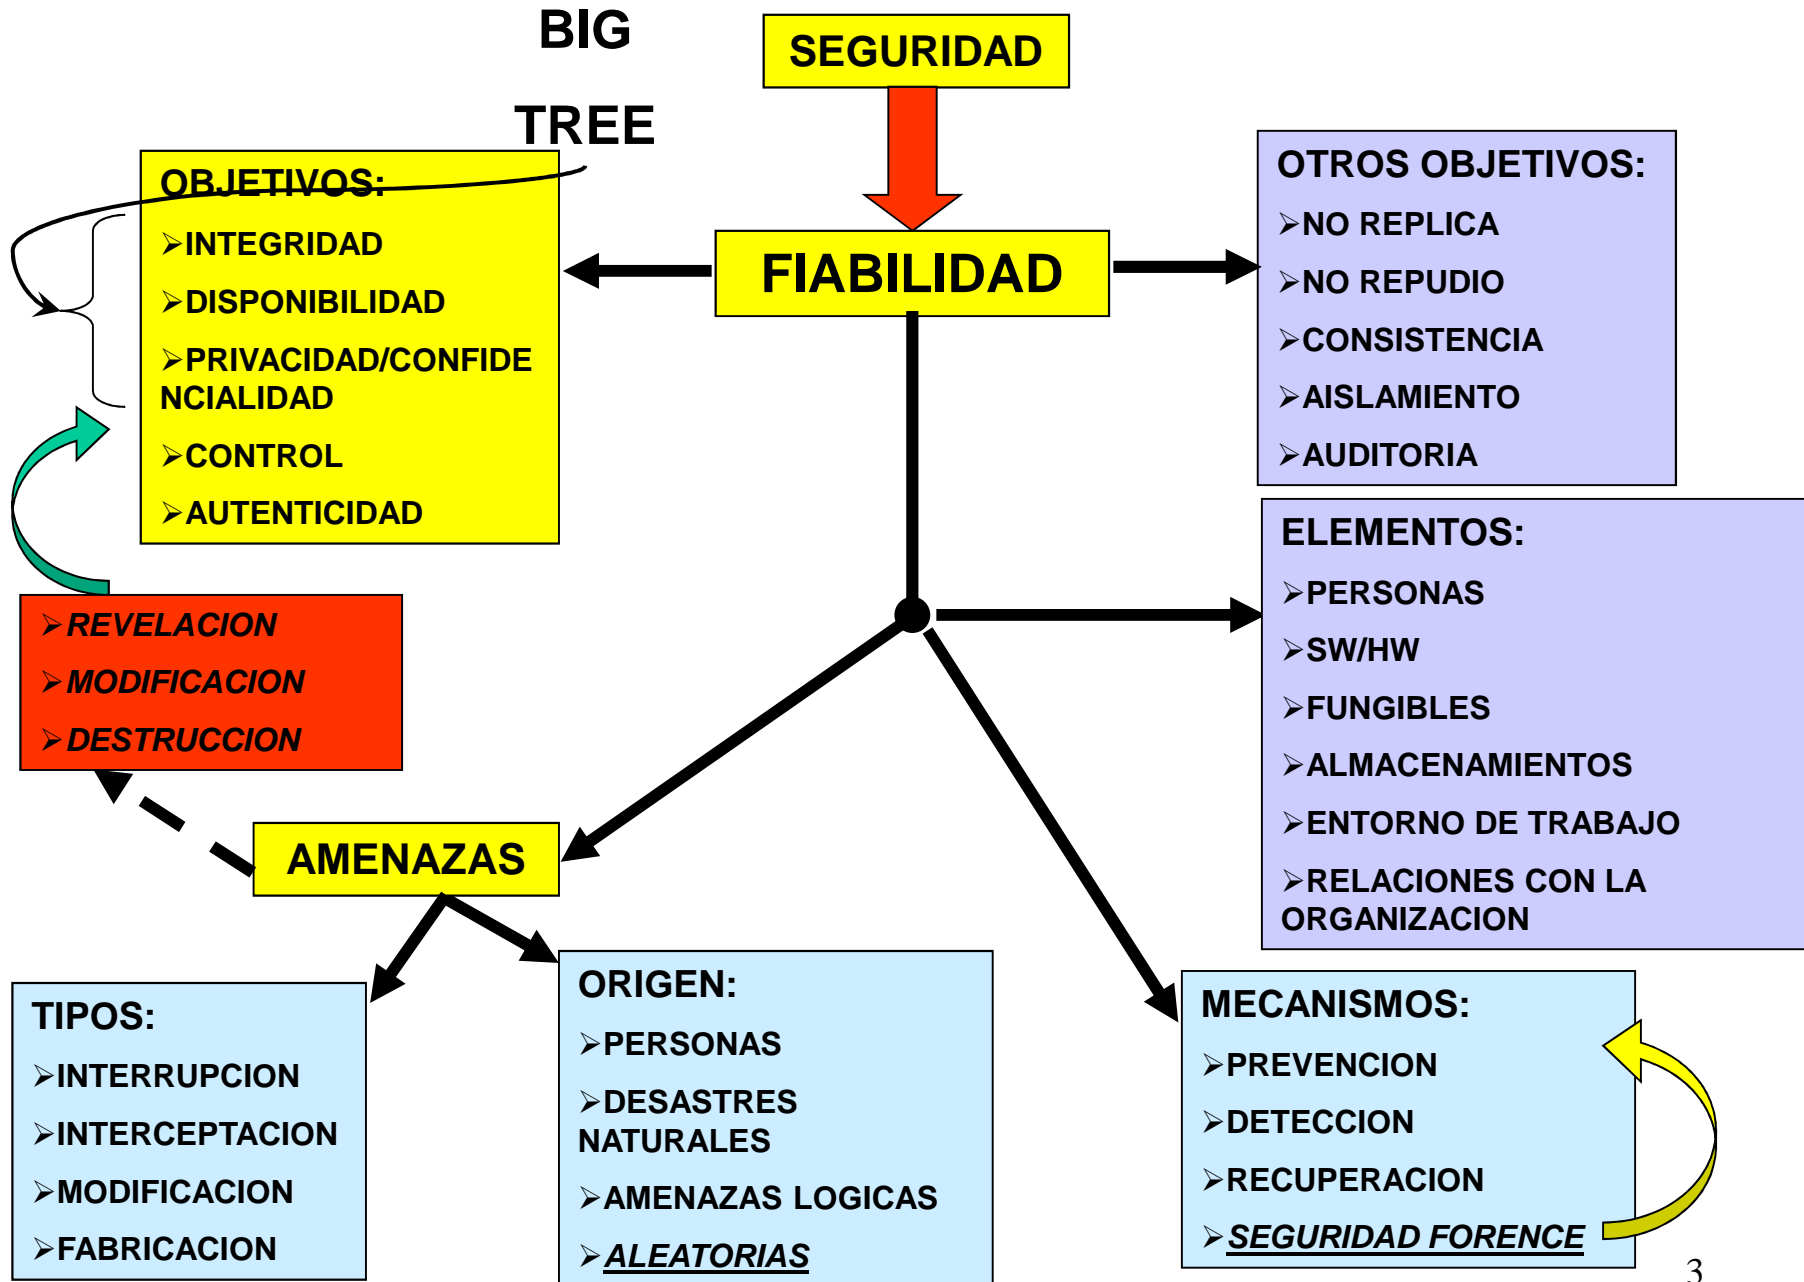 BIG
TREE
SEGURIDAD
FIABILIDAD
OBJETIVOS:
➢INTEGRIDAD
➢DISPONIBILIDAD
➢PRIVACIDAD/CONFIDE
NCIALIDAD
➢CONTROL
➢AUTENTICIDAD
OTROS OBJETIVOS:
➢NO REPLICA
➢NO REPUDIO
➢CONSISTENCIA
➢AISLAMIENTO
➢AUDITORIA
ELEMENTOS:
➢PERSONAS
➢SW/HW
➢FUNGIBLES
➢ALMACENAMIENTOS
➢ENTORNO DE TRABAJO
➢RELACIONES CON LA
ORGANIZACION
➢REVELACION
➢MODIFICACION
➢DESTRUCCION
AMENAZAS
TIPOS:
➢INTERRUPCION
➢INTERCEPTACION
➢MODIFICACION
➢FABRICACION
ORIGEN:
➢PERSONAS
➢DESASTRES
NATURALES
➢AMENAZAS LOGICAS
➢ALEATORIAS
MECANISMOS:
➢PREVENCION
➢DETECCION
➢RECUPERACION
➢SEGURIDAD FORENCE
3